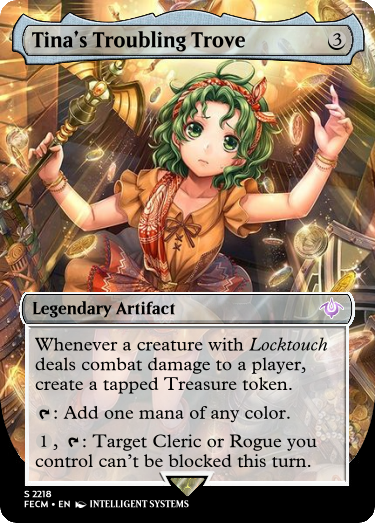 Tina's Troubling Trove 3
Legendary Artifact
Whenever a creature with Locktouch
deals combat damage to a player,
create a tapped Treasure token.
: Add one mana of any color.
1 , : Target Cleric or Rogue you
control can't be blocked this turn.
S 2218
FECM • EN INTELLIGENT SYSTEMS